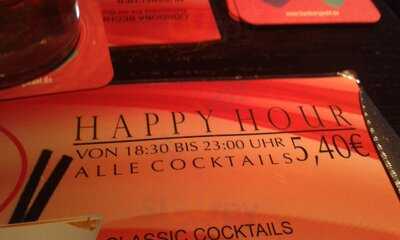 HAPPY HOUR
VON 18:30 BIS 23:00 UHR
ALLE COCKTAILS 5,40€
CLASSIC COCKTAILS